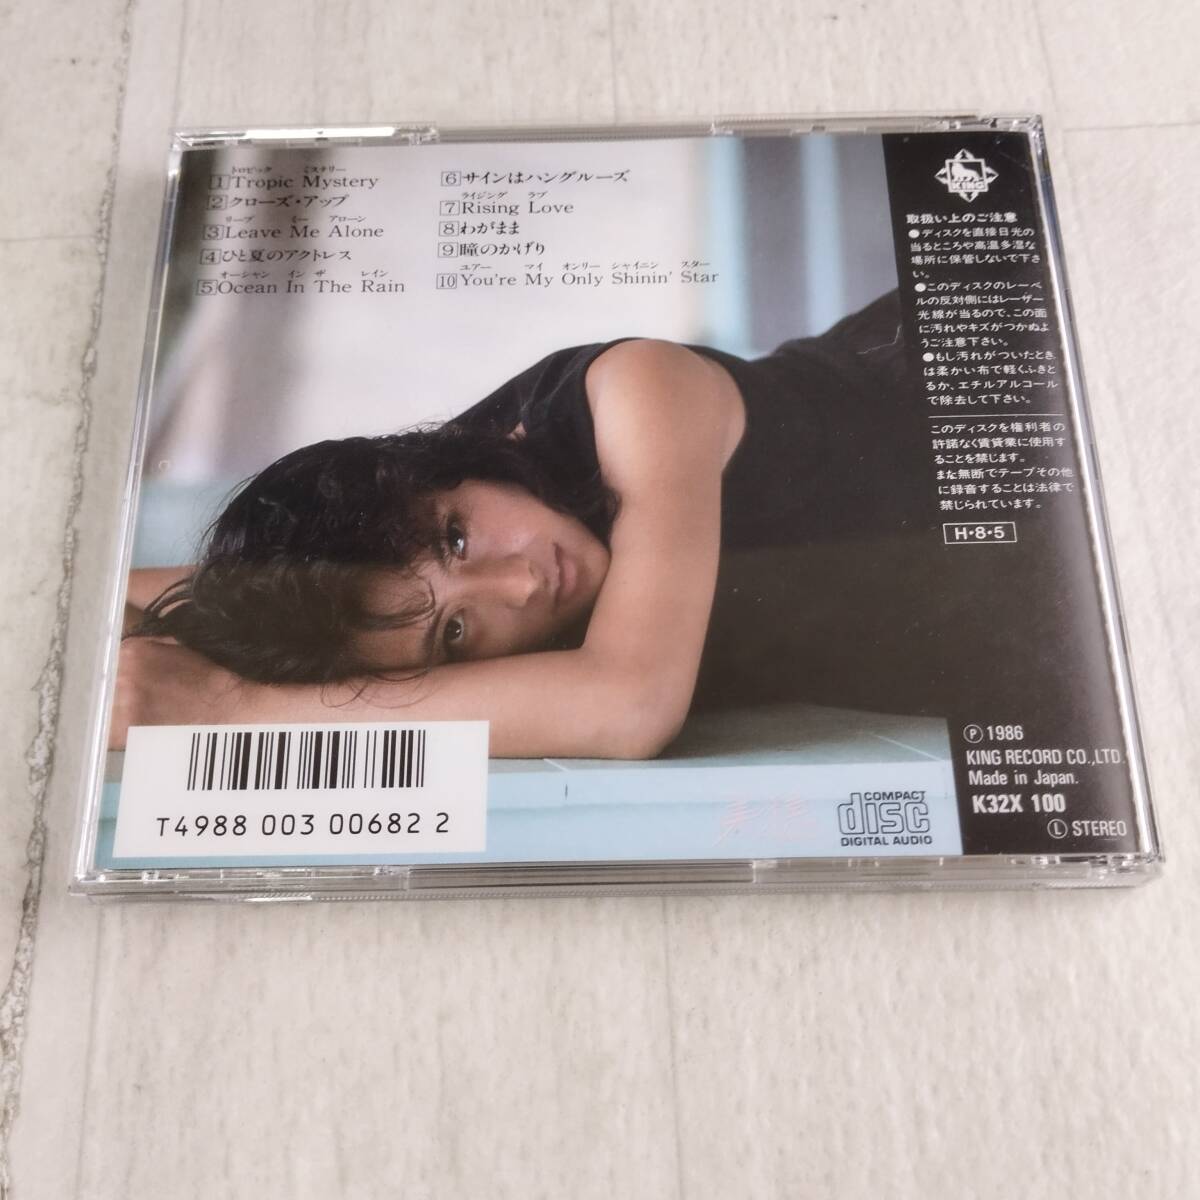 トロピック ミステリー
1 Tropic Mystery
2 クローズ・アップ
リーブ ミー アローン
3 Leave Me Alone
4 ひと夏のアクトレス
オーシャン イン ザ レイン
5 Ocean In The Rain
6 サインはハングルーズ
ライジング ラブ
7 Rising Love
8 わがまま
9 瞳のかげり
ユアー マイ オンリー シャイニン スター
10 You're My Only Shinin' Star
KING
取扱い上のご注意
●ディスクを直接日光の
当るところや高温多湿な
場所に保管しないで下さ
い。
●このディスクのレーベ
ルの反対側にはレーザー
光線が当るので、この面
に汚れやキズがつかぬよ
うご注意下さい。
●もし汚れがついたとき
は柔かい布で軽くふきと
るか、エチルアルコール
で除去して下さい。
このディスクを権利者の
許諾なく賃貸業に使用す
ることを禁じます。
また無断でテープその他
に録音することは法律で
禁じられています。
H・8・5
Ⓟ 1986
KING RECORD CO.,LTD.
Made in Japan.
K32X 100
Ⓛ STEREO
COMPACT
disc
DIGITAL AUDIO
T4988 003 00682 2